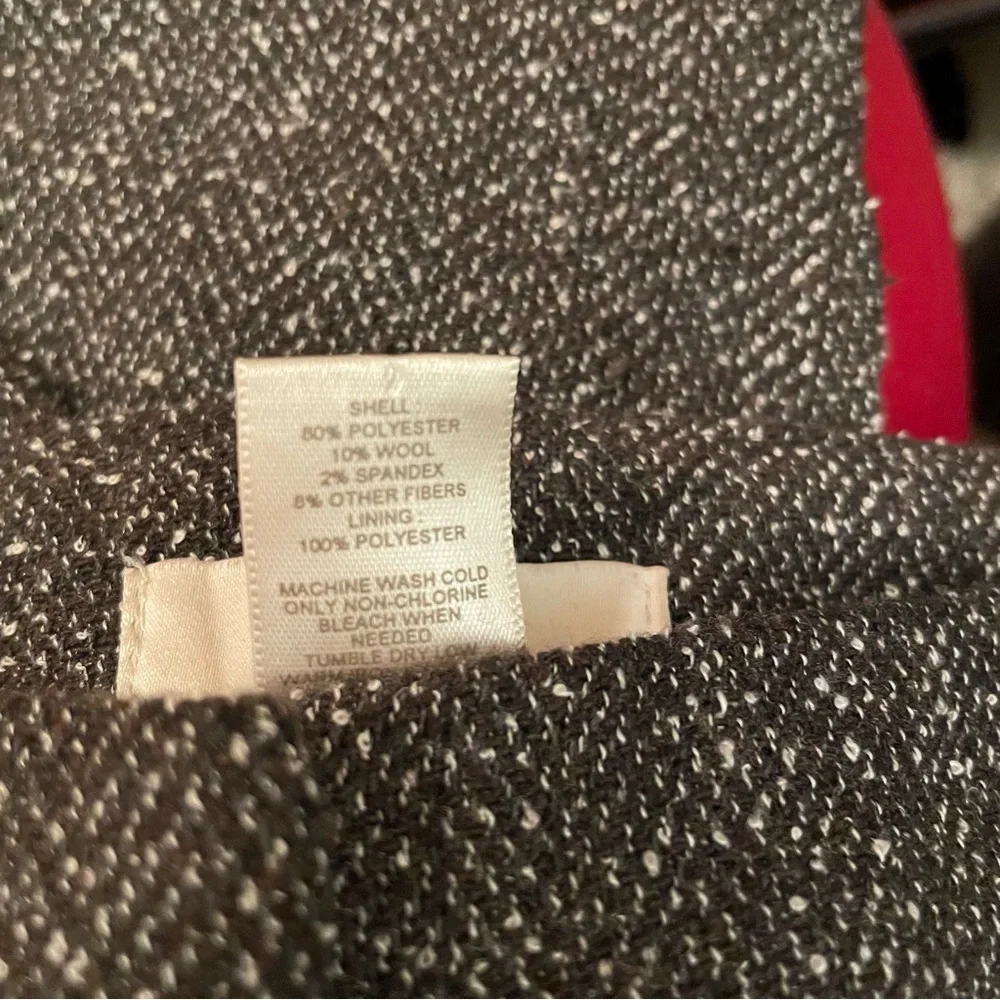 SHELL :
80% POLYESTER
10% WOOL
2% SPANDEX
8% OTHER FIBERS
LINING :
100% POLYESTER
MACHINE WASH COLD
ONLY NON-CHLORINE
BLEACH WHEN
NEEDED
TUMBLE DRY LOW